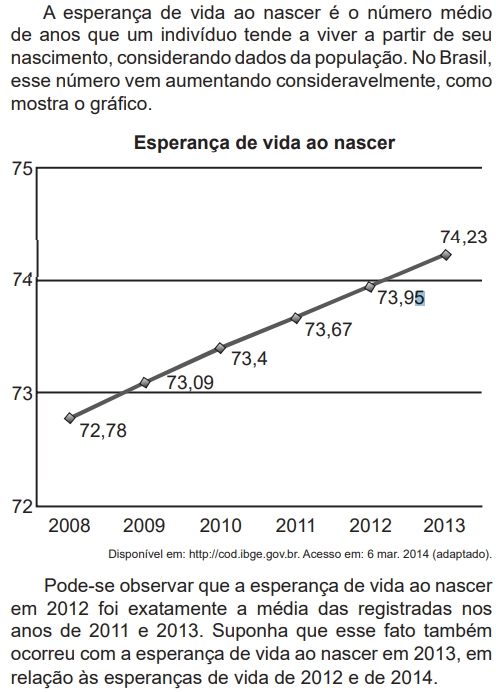 A esperança de vida ao nascer é o número médio
de anos que um indivíduo tende a viver a partir de seu
nascimento, considerando dados da população. No Brasil,
esse número vem aumentando consideravelmente, como
mostra o gráfico.
Esperança de vida ao nascer
75
74,23
74
73,95
73,67
73,4
73,09
73
72,78
72
2008 2009 2010 2011 2012 2013
Disponível em: http://cod.ibge.gov.br. Acesso em: 6 mar. 2014 (adaptado).
Pode-se observar que a esperança de vida ao nascer
em 2012 foi exatamente a média das registradas nos
anos de 2011 e 2013. Suponha que esse fato também
ocorreu com a esperança de vida ao nascer em 2013, em
relação às esperanças de vida de 2012 e de 2014.